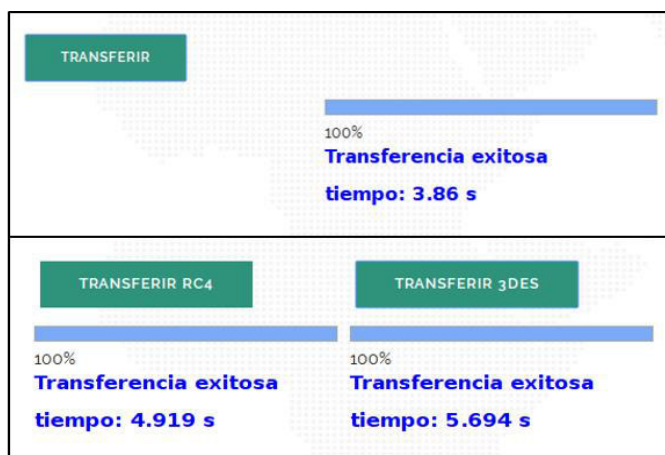 TRANSFERIR
100%
Transferencia exitosa
tiempo: 3.86 s
TRANSFERIR RC4
100%
Transferencia exitosa
tiempo: 4.919 s
TRANSFERIR 3DES
100%
Transferencia exitosa
tiempo: 5.694 s